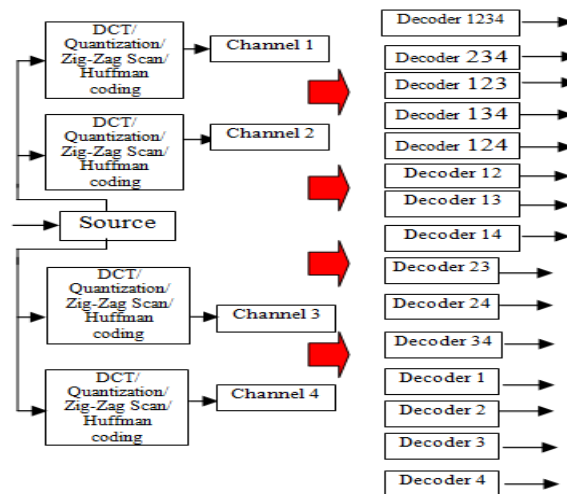 DCT/
Quantization/
Zig-Zag Scan/
Huffman
coding
Channel 1
DCT/
Quantization/
Zig-Zag Scan/
Huffman
coding
Channel 2
Source
DCT/
Quantization/
Zig-Zag Scan/
Huffman
coding
Channel 3
DCT/
Quantization/
Zig-Zag Scan/
Huffman
coding
Channel 4
Decoder 1234
Decoder 234
Decoder 123
Decoder 134
Decoder 124
Decoder 12
Decoder 13
Decoder 14
Decoder 23
Decoder 24
Decoder 34
Decoder 1
Decoder 2
Decoder 3
Decoder 4